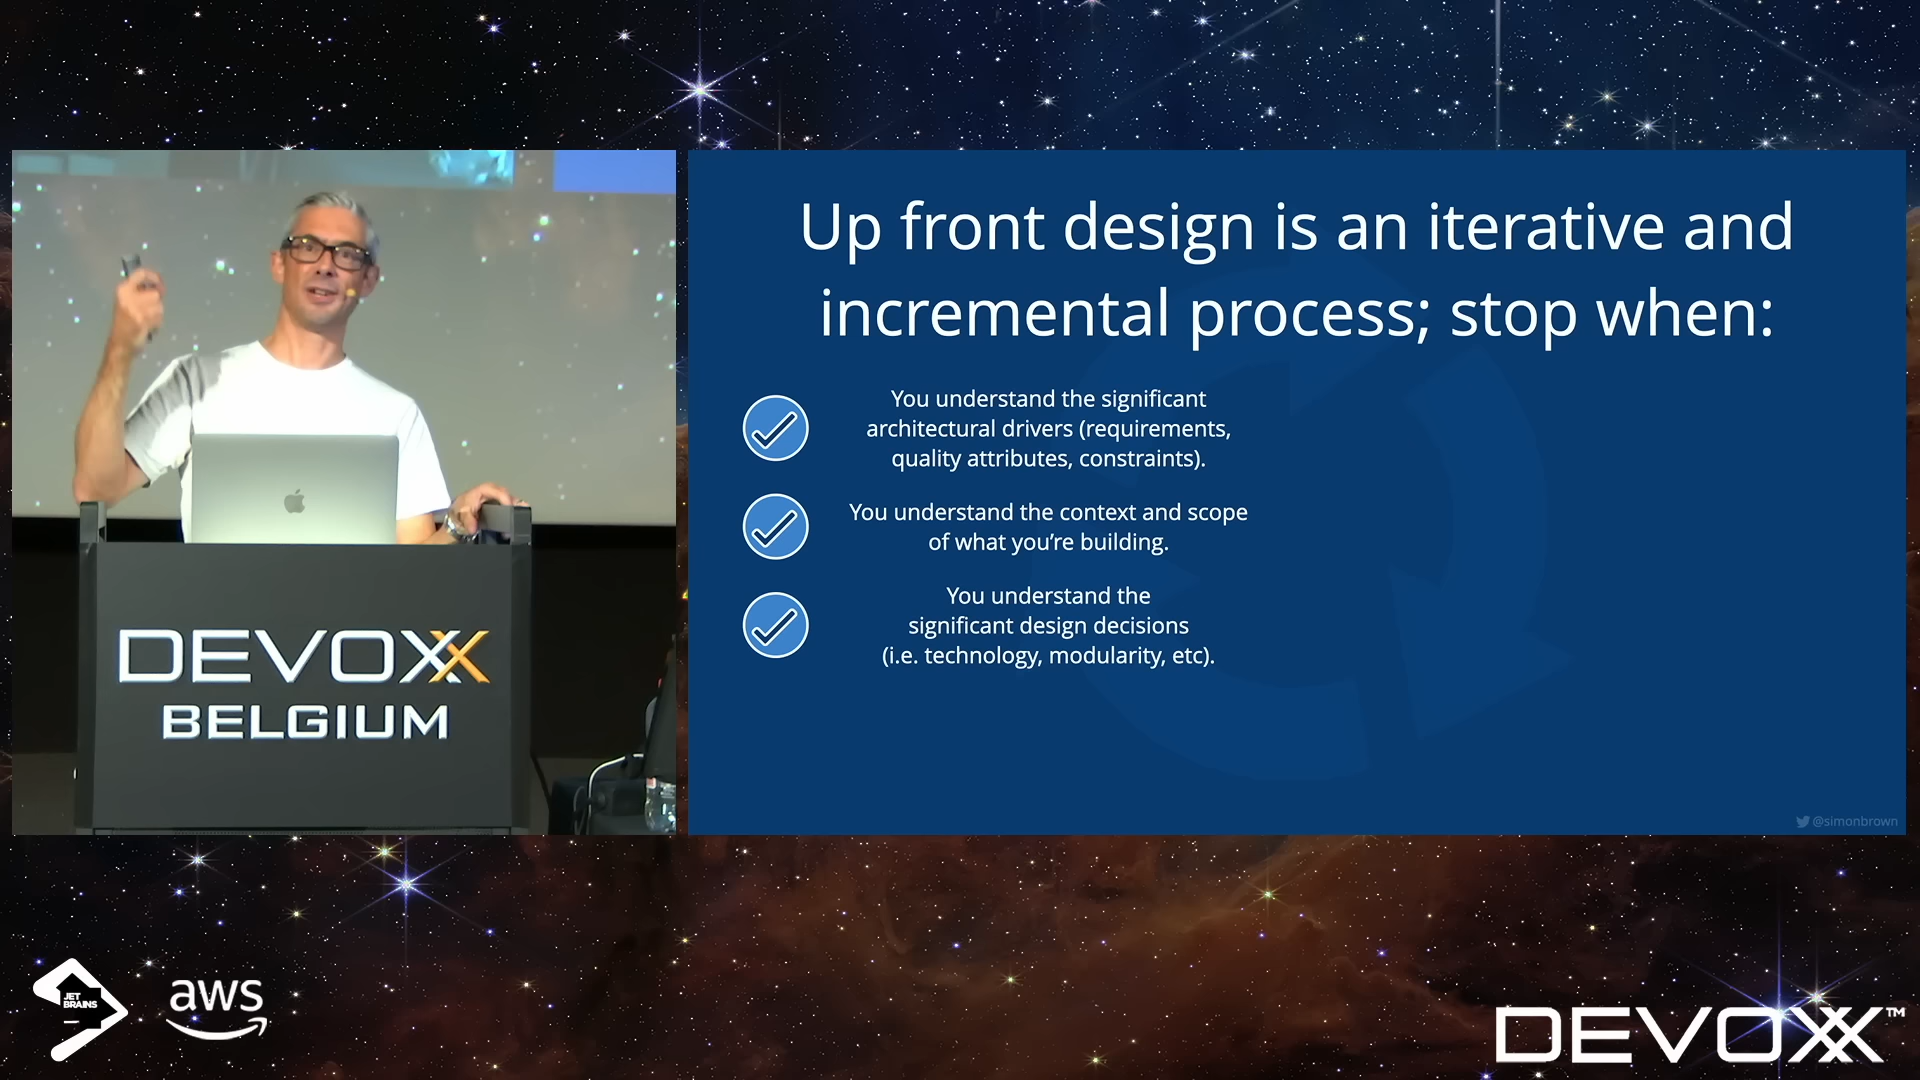 Up front design is an iterative and
incremental process; stop when:
You understand the significant
architectural drivers (requirements,
quality attributes, constraints).
You understand the context and scope
of what you’re building.
You understand the
significant design decisions
(i.e. technology, modularity, etc).
@simonbrown
DEVOXX
BELGIUM
JET
BRAINS
aws
DEVOXX™